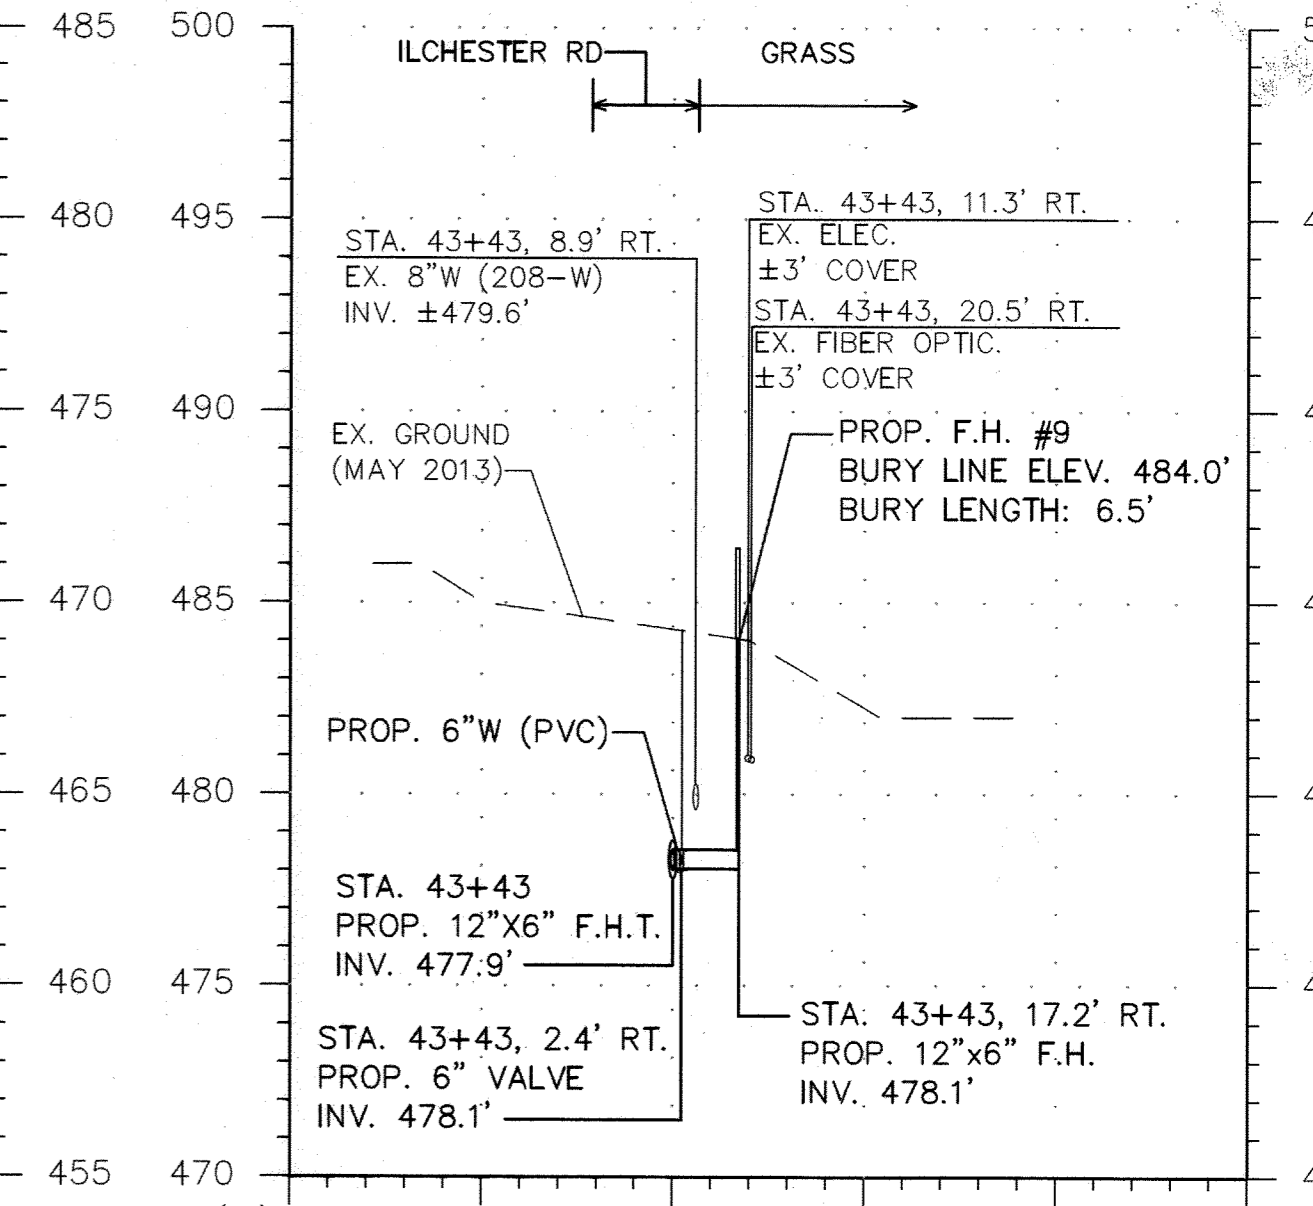 485 500
ILCHESTER RD GRASS
480 495
STA. 43+43, 11.3' RT.
EX. ELEC.
±3' COVER
STA. 43+43, 8.9' RT.
EX. 8"W (208-W)
INV. ±479.6'
STA. 43+43, 20.5' RT.
EX. FIBER OPTIC.
±3' COVER
475 490
EX. GROUND
(MAY 2013)
PROP. F.H. #9
BURY LINE ELEV. 484.0'
BURY LENGTH: 6.5'
470 485
PROP. 6"W (PVC)
465 480
STA. 43+43
PROP. 12"X6" F.H.T.
INV. 477.9'
460 475
STA. 43+43, 2.4' RT.
PROP. 6" VALVE
INV. 478.1'
STA. 43+43, 17.2' RT.
PROP. 12"x6" F.H.
INV. 478.1'
455 470